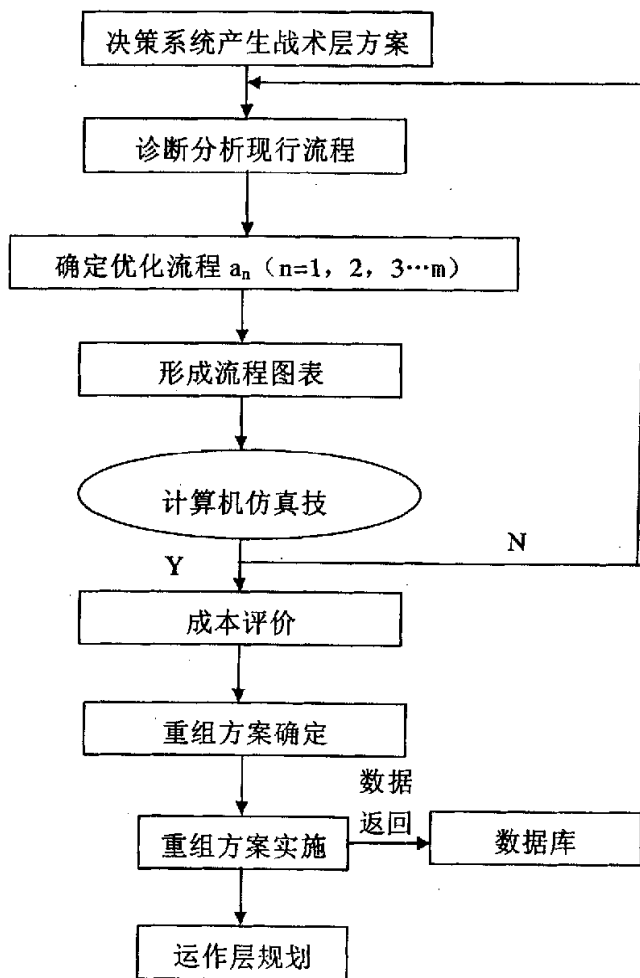 决策系统产生战术层方案
诊断分析现行流程
确定优化流程 aₙ（n=1，2，3…m）
形成流程图表
计算机仿真技
N
Y
成本评价
重组方案确定
数据
返回
重组方案实施
数据库
运作层规划